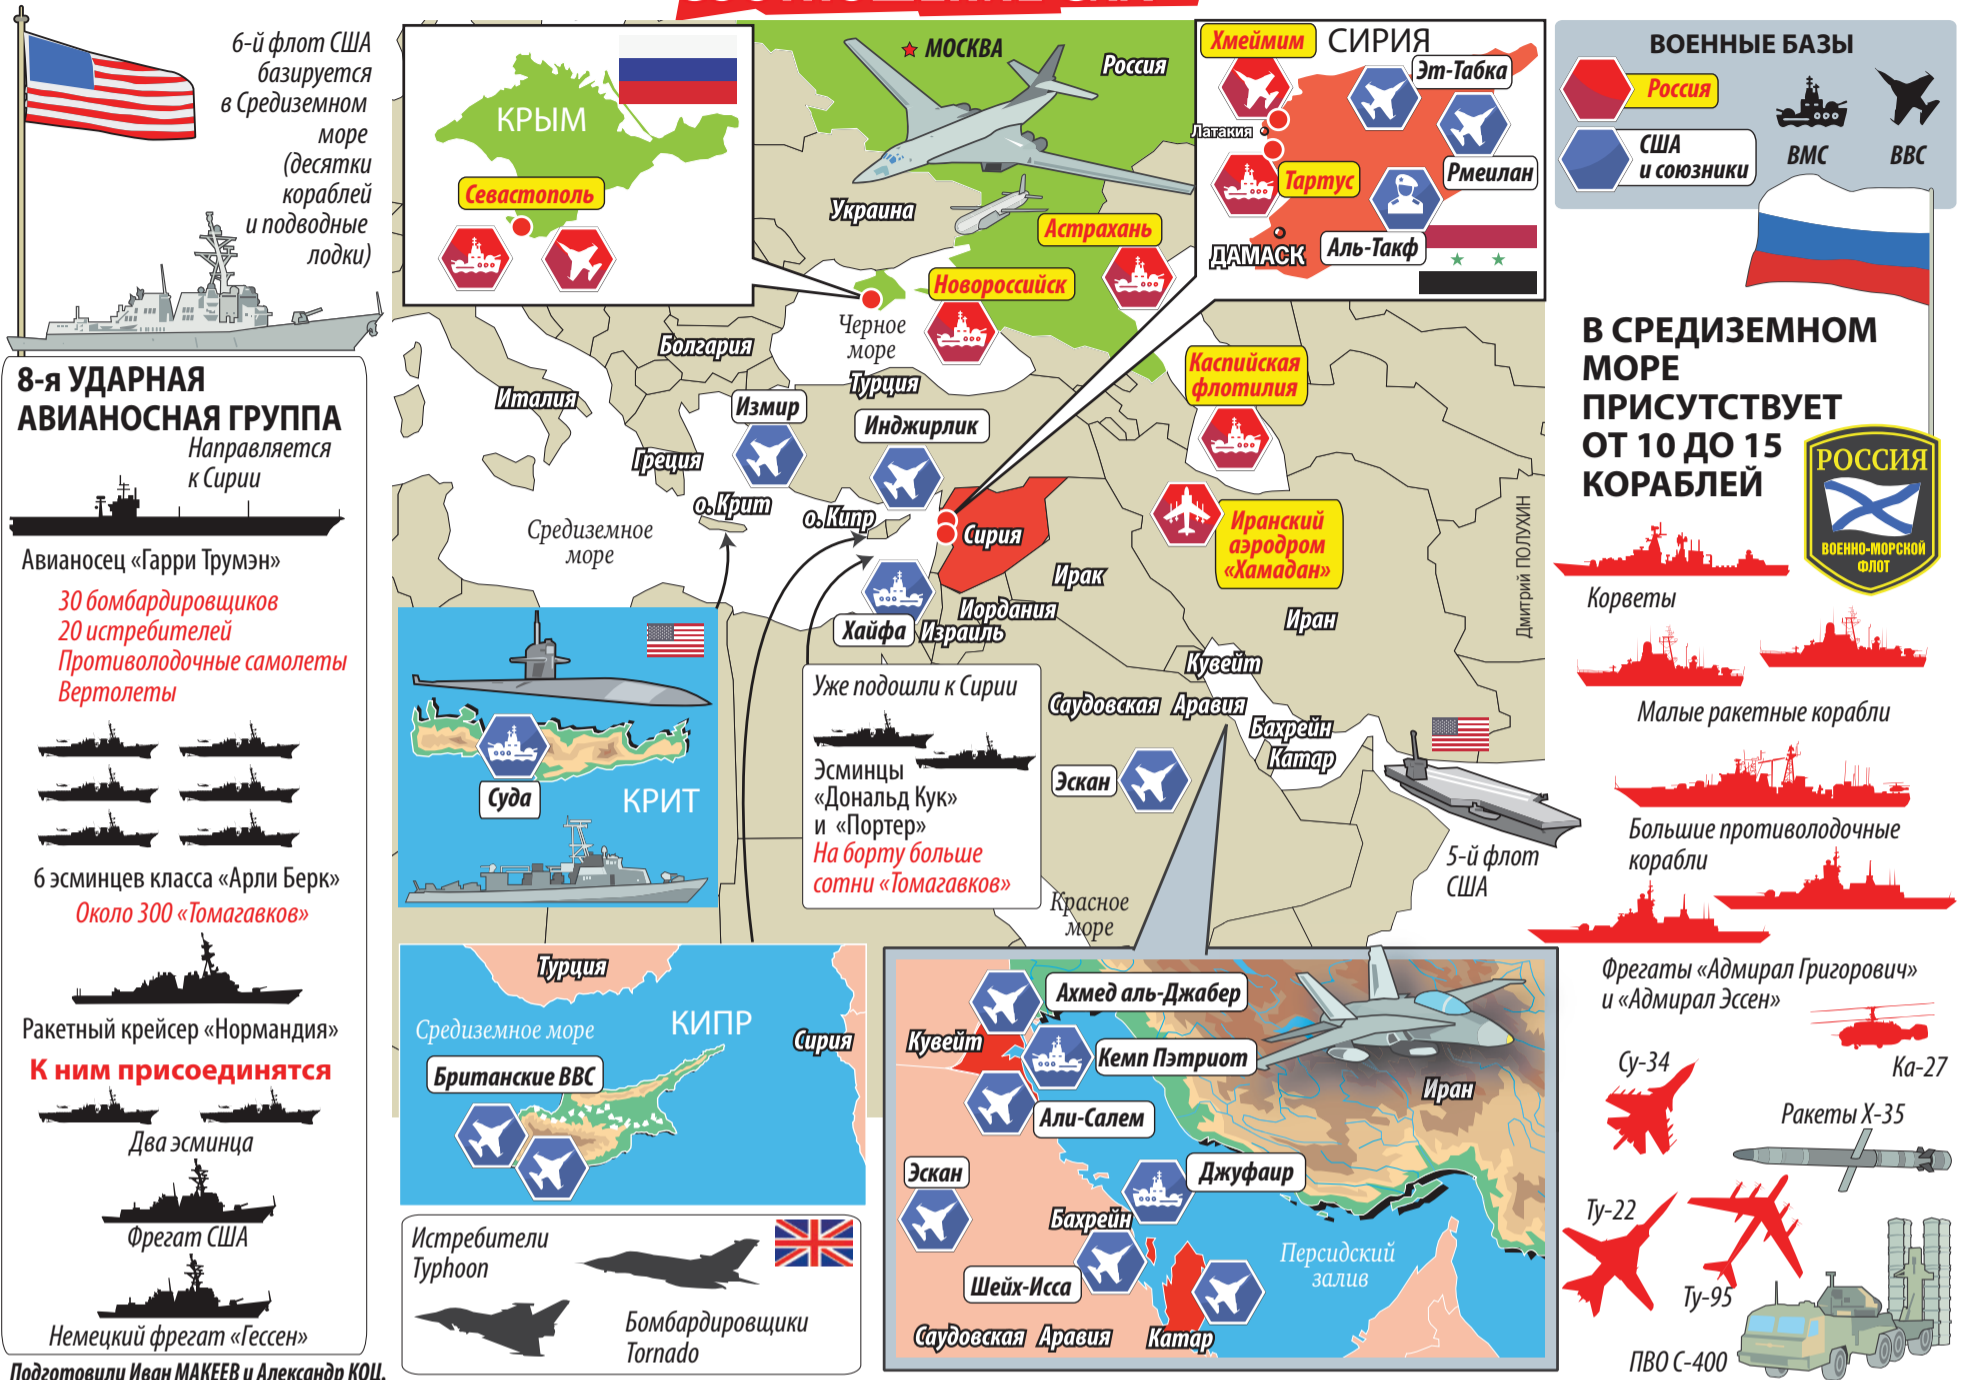 6-й флот США
базируется
в Средиземном
море
(десятки
кораблей
и подводные
лодки)
8-я УДАРНАЯ
АВИАНОСНАЯ ГРУППА
Направляется
к Сирии
Авианосец «Гарри Трумэн»
30 бомбардировщиков
20 истребителей
Противолодочные самолеты
Вертолеты
6 эсминцев класса «Арли Берк»
Около 300 «Томагавков»
Ракетный крейсер «Нормандия»
К ним присоединятся
Два эсминца
Фрегат США
Немецкий фрегат «Гессен»
Подготовили Иван МАКЕЕВ и Александр КОЦ.
КРЫМ
Севастополь
МОСКВА
Россия
Украина
Астрахань
Новороссийск
Черное
море
Болгария
Италия
Турция
Измир
Инджирлик
Греция
о. Крит
о. Кипр
Средиземное
море
Каспийская
флотилия
Сирия
Иранский
аэродром
«Хамадан»
Ирак
Иордания
Иран
Хайфа
Израиль
Кувейт
Саудовская Аравия
Бахрейн
Катар
Эскан
Красное
море
5-й флот
США
Дмитрий ПОЛУХИН
Хмеймим
СИРИЯ
Эт-Табка
Латакия
Рмеилан
Тартус
ДАМАСК
Аль-Такф
Суда
КРИТ
Уже подошли к Сирии
Эсминцы
«Дональд Кук»
и «Портер»
На борту больше
сотни «Томагавков»
Турция
Средиземное море
КИПР
Сирия
Британские ВВС
Истребители
Typhoon
Бомбардировщики
Tornado
Ахмед аль-Джабер
Кувейт
Кемп Пэтриот
Иран
Али-Салем
Эскан
Джуфаир
Бахрейн
Персидский
залив
Шейх-Исса
Саудовская Аравия
Катар
ВОЕННЫЕ БАЗЫ
Россия
США
и союзники
ВМС
ВВС
В СРЕДИЗЕМНОМ
МОРЕ
ПРИСУТСТВУЕТ
ОТ 10 ДО 15
КОРАБЛЕЙ
РОССИЯ
ВОЕННО-МОРСКОЙ
ФЛОТ
Корветы
Малые ракетные корабли
Большие противолодочные
корабли
Фрегаты «Адмирал Григорович»
и «Адмирал Эссен»
Су-34
Ка-27
Ракеты Х-35
Ту-22
Ту-95
ПВО С-400